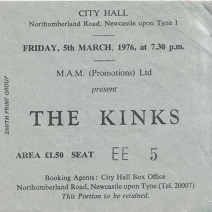 CITY HALL
Northumberland Road, Newcastle upon Tyne 1
FRIDAY, 5th MARCH, 1976, at 7.30 p.m.
M.A.M. (Promotions) Ltd
present
THE KINKS
AREA £1.50 SEAT EE 5
Booking Agents: City Hall Box Office
Northumberland Road, Newcastle upon Tyne (Tel. 20007)
This Portion to be retained.
SMITH PRINT GROUP